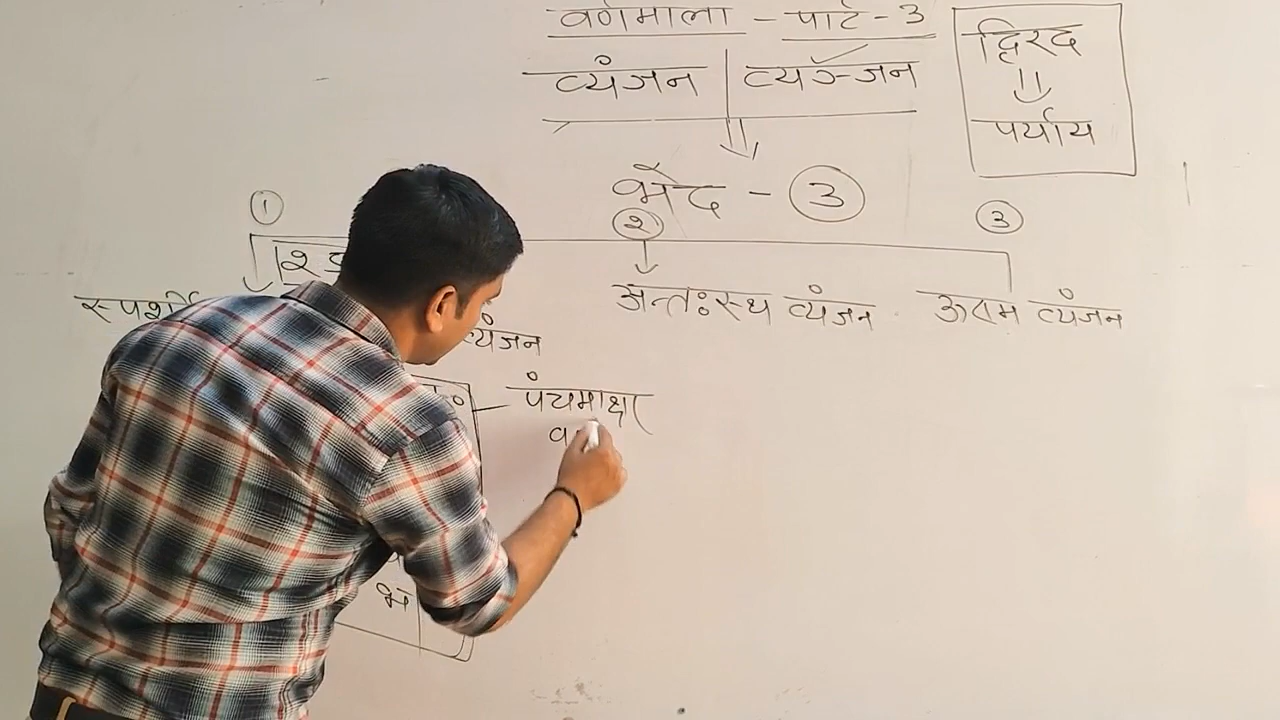 वर्णमाला - पार्ट - 3
व्यंजन | व्यञ्जन
द्विरद
⇓
पर्याय
⇓
भेद - 3
1 2 3
स्पर्शी
व्यंजन
अन्तःस्थ व्यंजन
ऊष्म व्यंजन
पंचमाक्षर
भ